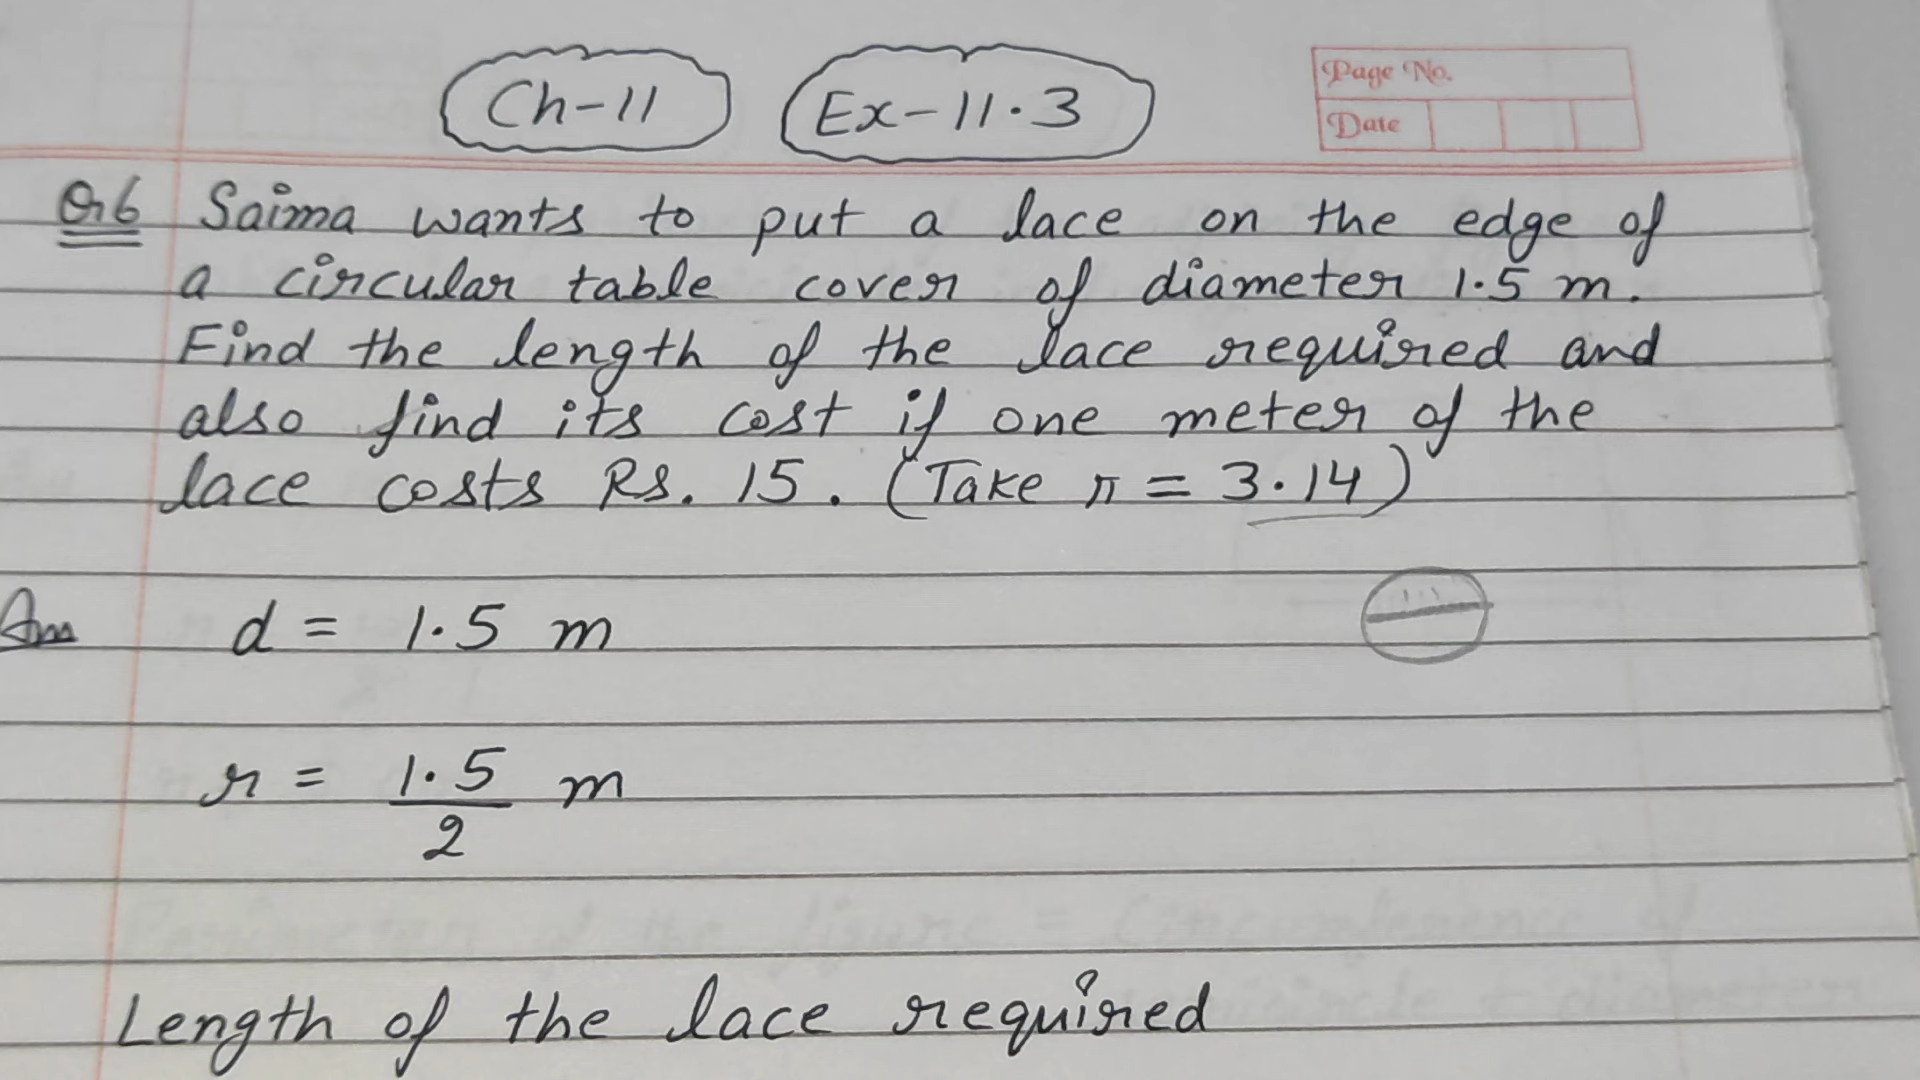 Ch-11 Ex-11.3
Page No.
Date
Q.6 Saima wants to put a lace on the edge of
a circular table cover of diameter 1.5 m.
Find the length of the lace required and
also find its cost if one meter of the
lace costs Rs. 15. (Take π = 3.14)
Ans d = 1.5 m
r = 1.5/2 m
Length of the lace required